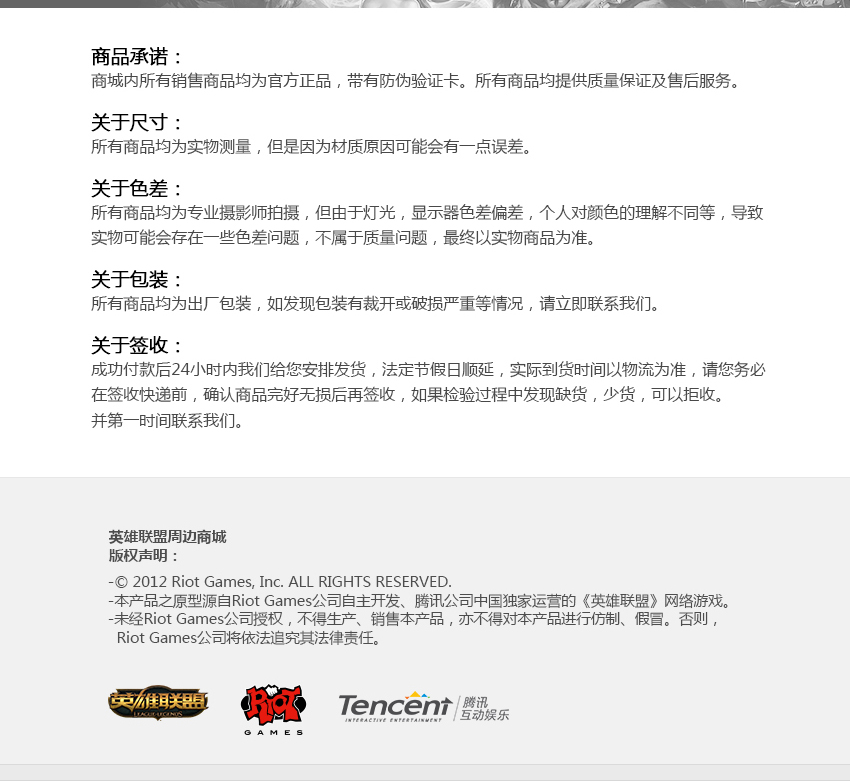 商品承诺：
商城内所有销售商品均为官方正品，带有防伪验证卡。所有商品均提供质量保证及售后服务。
关于尺寸：
所有商品均为实物测量，但是因为材质原因可能会有一点误差。
关于色差：
所有商品均为专业摄影师拍摄，但由于灯光，显示器色差偏差，个人对颜色的理解不同等，导致
实物可能会存在一些色差问题，不属于质量问题，最终以实物商品为准。
关于包装：
所有商品均为出厂包装，如发现包装有裁开或破损严重等情况，请立即联系我们。
关于签收：
成功付款后24小时内我们给您安排发货，法定节假日顺延，实际到货时间以物流为准，请您务必
在签收快递前，确认商品完好无损后再签收，如果检验过程中发现缺货，少货，可以拒收。
并第一时间联系我们。
英雄联盟周边商城
版权声明：
-© 2012 Riot Games, Inc. ALL RIGHTS RESERVED.
-本产品之原型源自Riot Games公司自主开发、腾讯公司中国独家运营的《英雄联盟》网络游戏。
-未经Riot Games公司授权，不得生产、销售本产品，亦不得对本产品进行仿制、假冒。否则，
Riot Games公司将依法追究其法律责任。
英雄联盟
LEAGUE OF LEGENDS
RIOT
GAMES
Tencent
INTERACTIVE ENTERTAINMENT
腾讯
互动娱乐